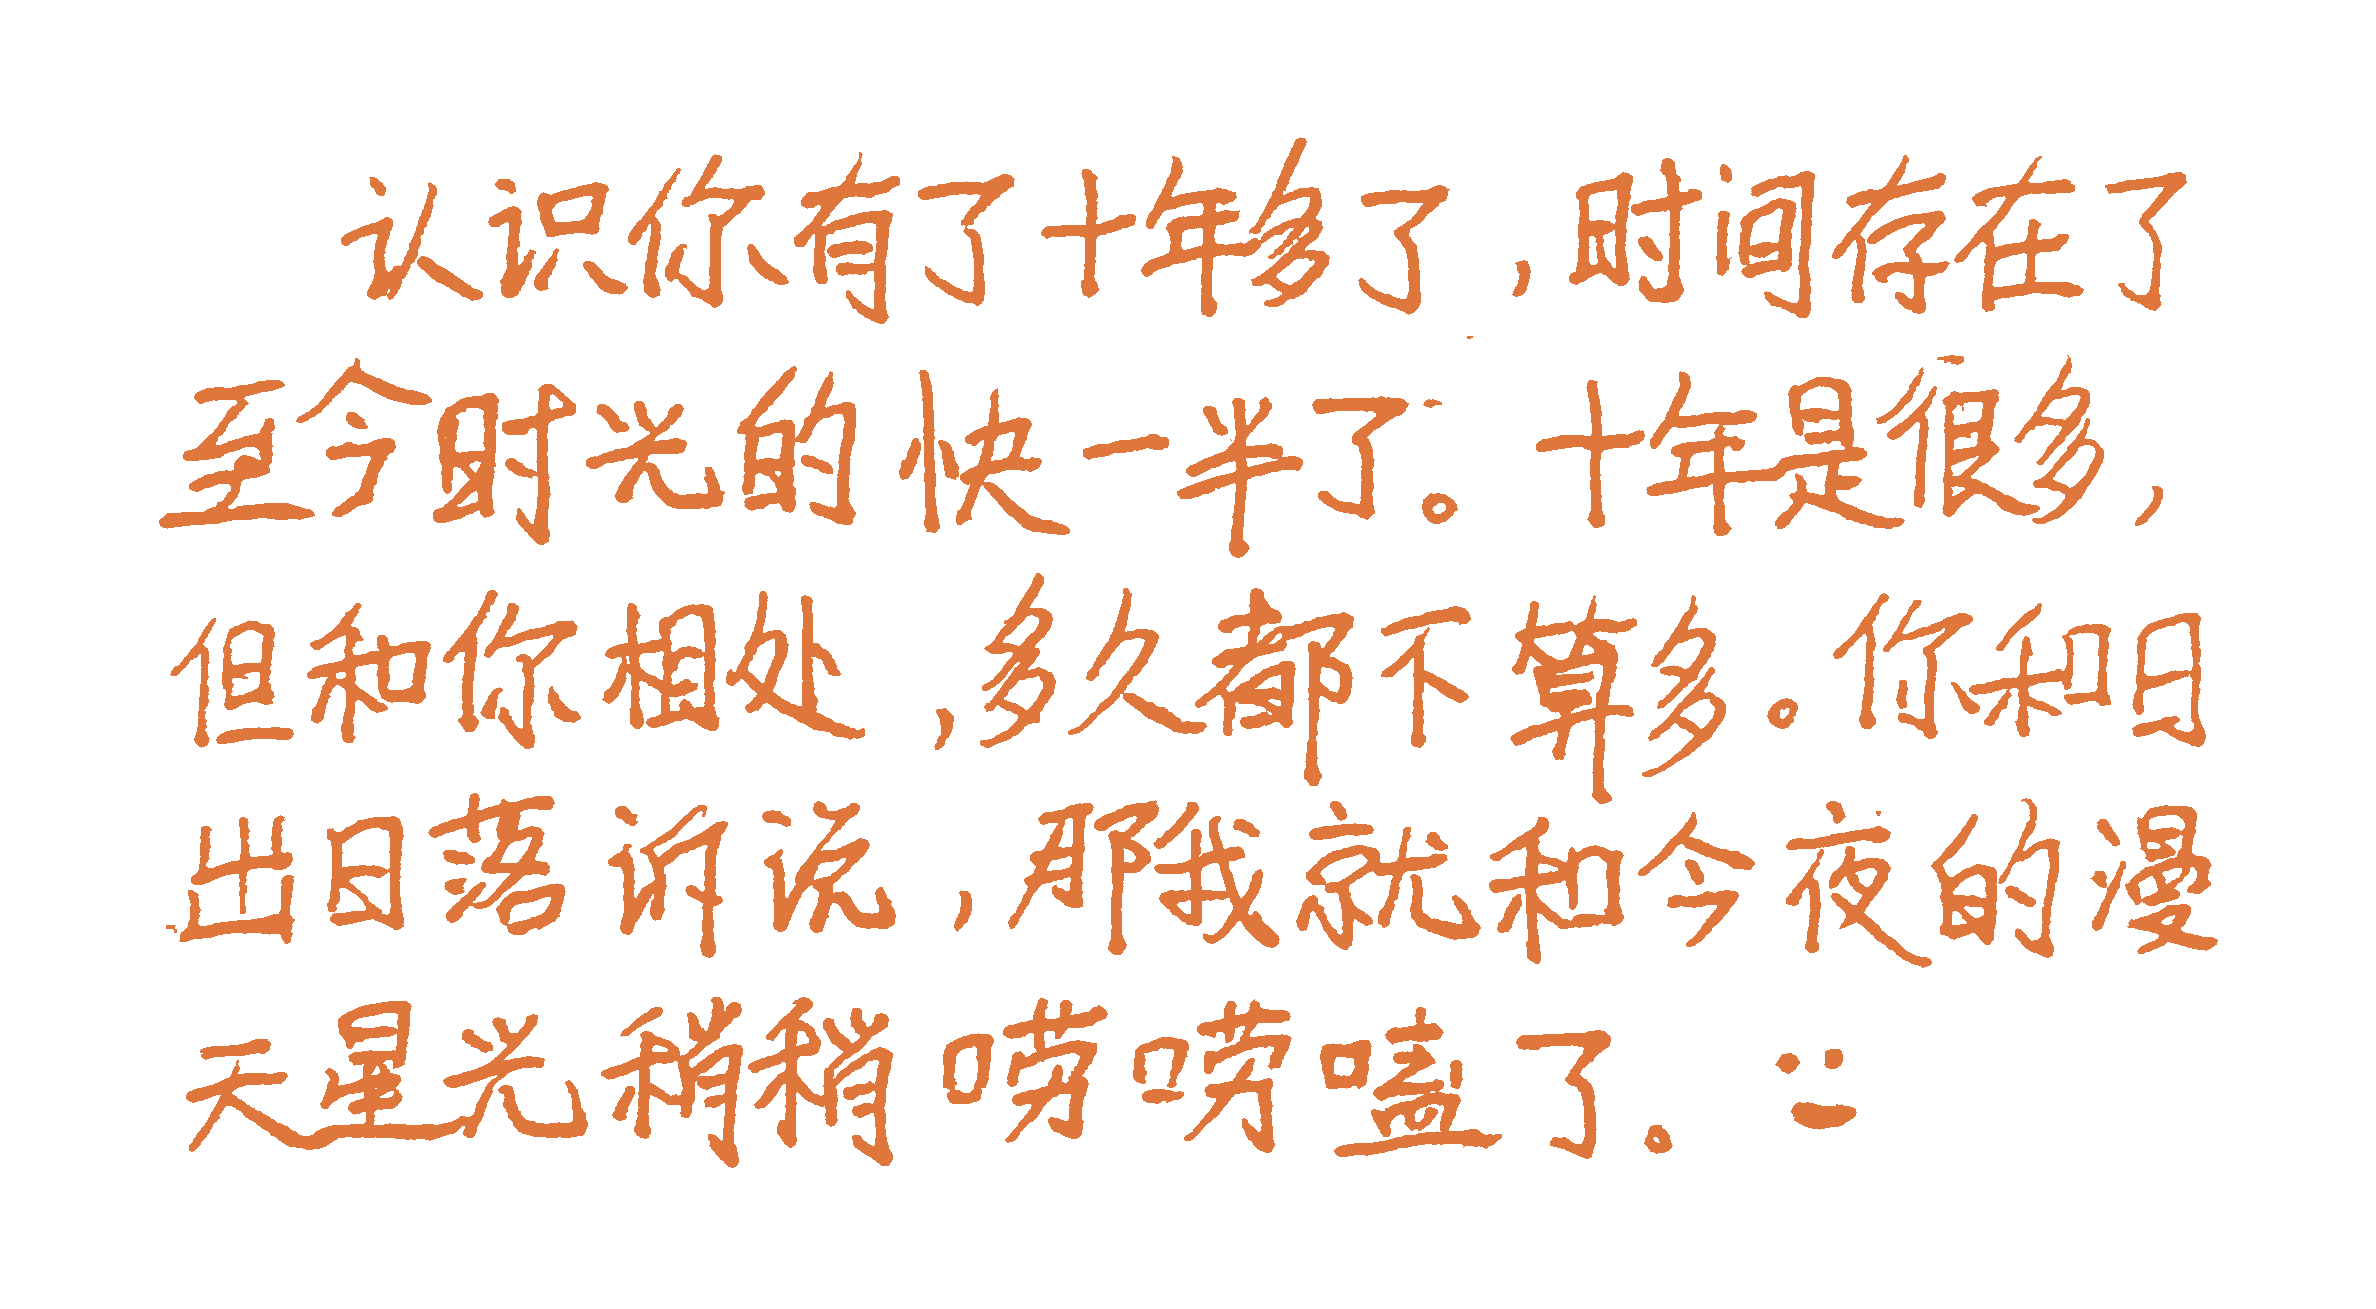 认识你有了十年多了，时间存在了
至今时光的快一半了。十年是很多，
但和你相处，多久都不算多。你和日
出日落诉说，那我就和今夜的漫
天星光稍稍唠唠嗑了。